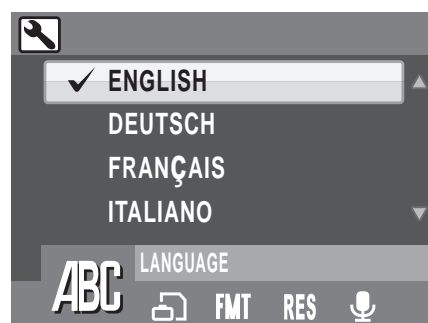 ENGLISH
DEUTSCH
FRANÇAIS
ITALIANO
LANGUAGE
ABC FMT RES